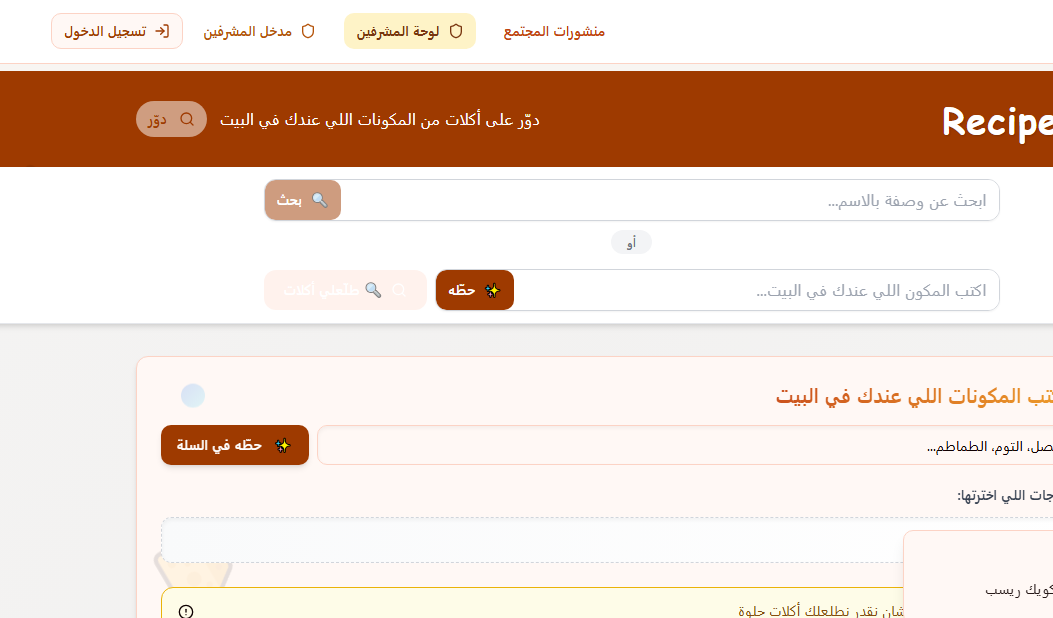 منشورات المجتمع
لوحة المشرفين
مدخل المشرفين
تسجيل الدخول
Recipe
دوّر على أكلات من المكونات اللي عندك في البيت
دوّر
ابحث عن وصفة بالاسم...
بحث
أو
اكتب المكون اللي عندك في البيت...
حطّه
طلّعلي أكلات
تب المكونات اللي عندك في البيت
صل، التوم، الطماطم...
حطّه في السلة
جات اللي اخترتها:
كويك ريسب
شان نقدر نطلعلك أكلات حلوة